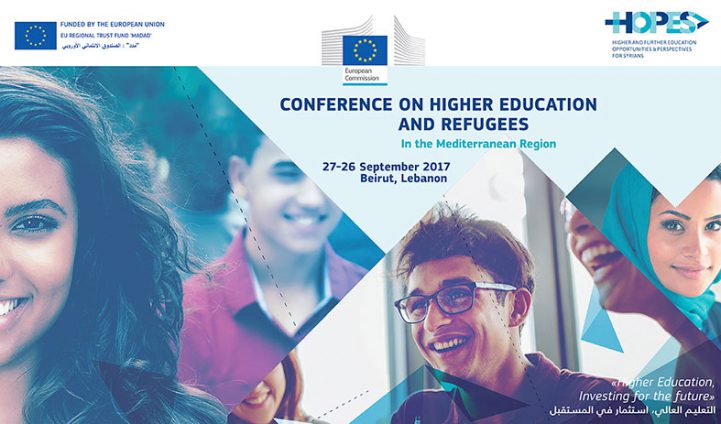 FUNDED BY THE EUROPEAN UNION
EU REGIONAL TRUST FUND 'MADAD'
"مدد" : الصندوق الائتماني الأوروبي
European
Commission
HOPES
HIGHER AND FURTHER EDUCATION
OPPORTUNITIES & PERSPECTIVES
FOR SYRIANS
CONFERENCE ON HIGHER EDUCATION
AND REFUGEES
In the Mediterranean Region
27-26 September 2017
Beirut, Lebanon
«Higher Education,
Investing for the future»
التعليم العالي، استثمار في المستقبل